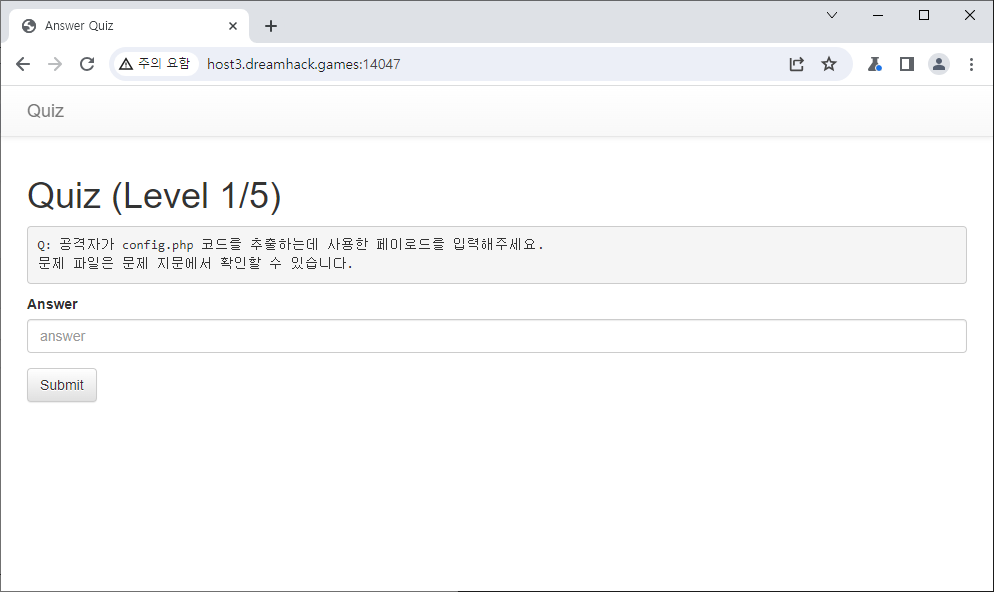 Answer Quiz
주의 요함
host3.dreamhack.games:14047
Quiz
Quiz (Level 1/5)
Q: 공격자가 config.php 코드를 추출하는데 사용한 페이로드를 입력해주세요.
문제 파일은 문제 지문에서 확인할 수 있습니다.
Answer
answer
Submit